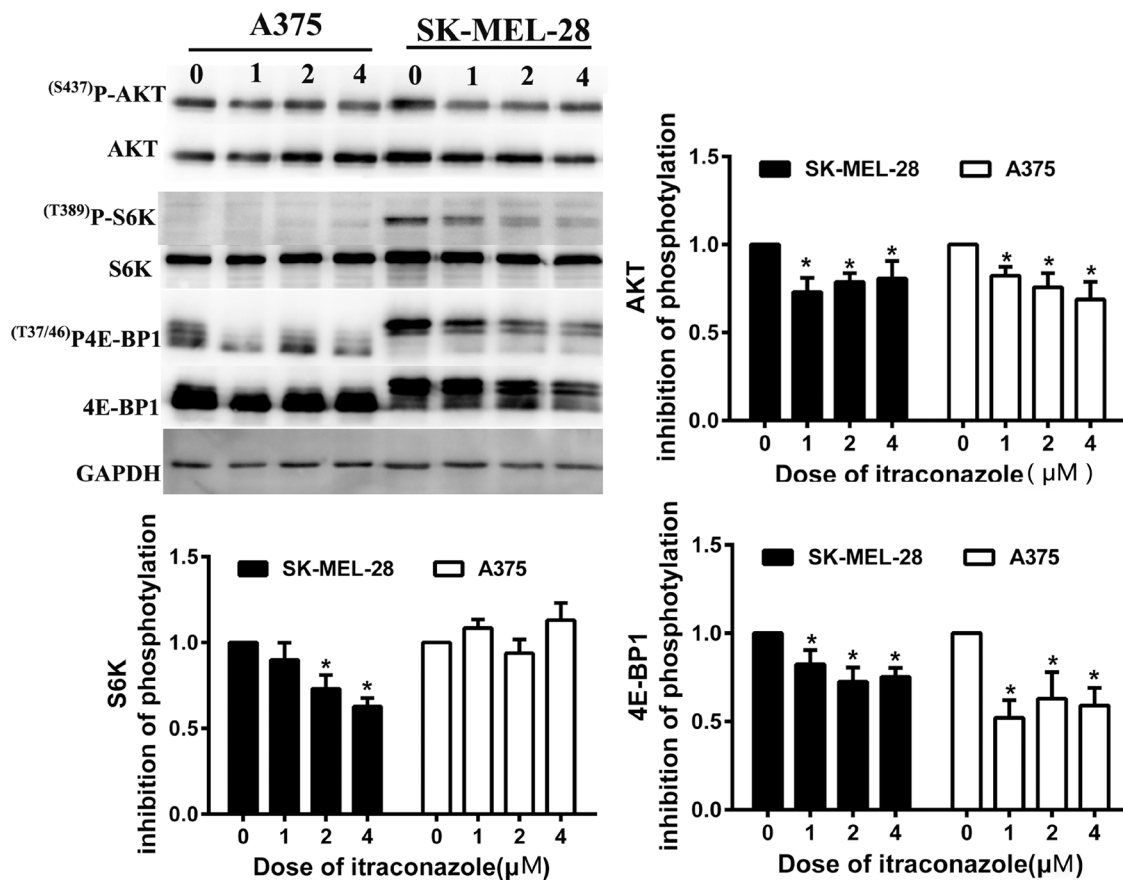 A375 SK-MEL-28
0 1 2 4 0 1 2 4
(S437)P-AKT
AKT
(T389)P-S6K
S6K
(T37/46)P4E-BP1
4E-BP1
GAPDH
AKT
inhibition of phosphotylation
1.5
1.0
0.5
0.0
SK-MEL-28 A375
* * * * * *
0 1 2 4 0 1 2 4
Dose of itraconazole( μM )
S6K
inhibition of phosphotylation
1.5
1.0
0.5
0.0
SK-MEL-28 A375
* *
0 1 2 4 0 1 2 4
Dose of itraconazole(μM)
4E-BP1
inhibition of phosphotylation
1.5
1.0
0.5
0.0
SK-MEL-28 A375
* * * * * *
0 1 2 4 0 1 2 4
Dose of itraconazole(μM)